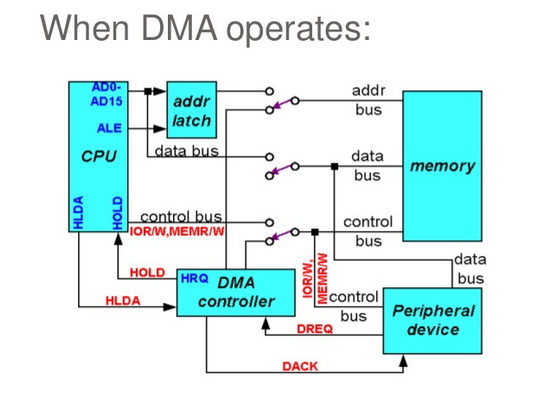 When DMA operates:
AD0-
AD15
ALE
CPU
HLDA
HOLD
addr
latch
data bus
control bus
IOR/W,MEMR/W
addr
bus
data
bus
control
bus
memory
HOLD
HLDA
HRQ DMA
controller
IOR/W,
MEMR/W
control
bus
data
bus
DREQ
DACK
Peripheral
device